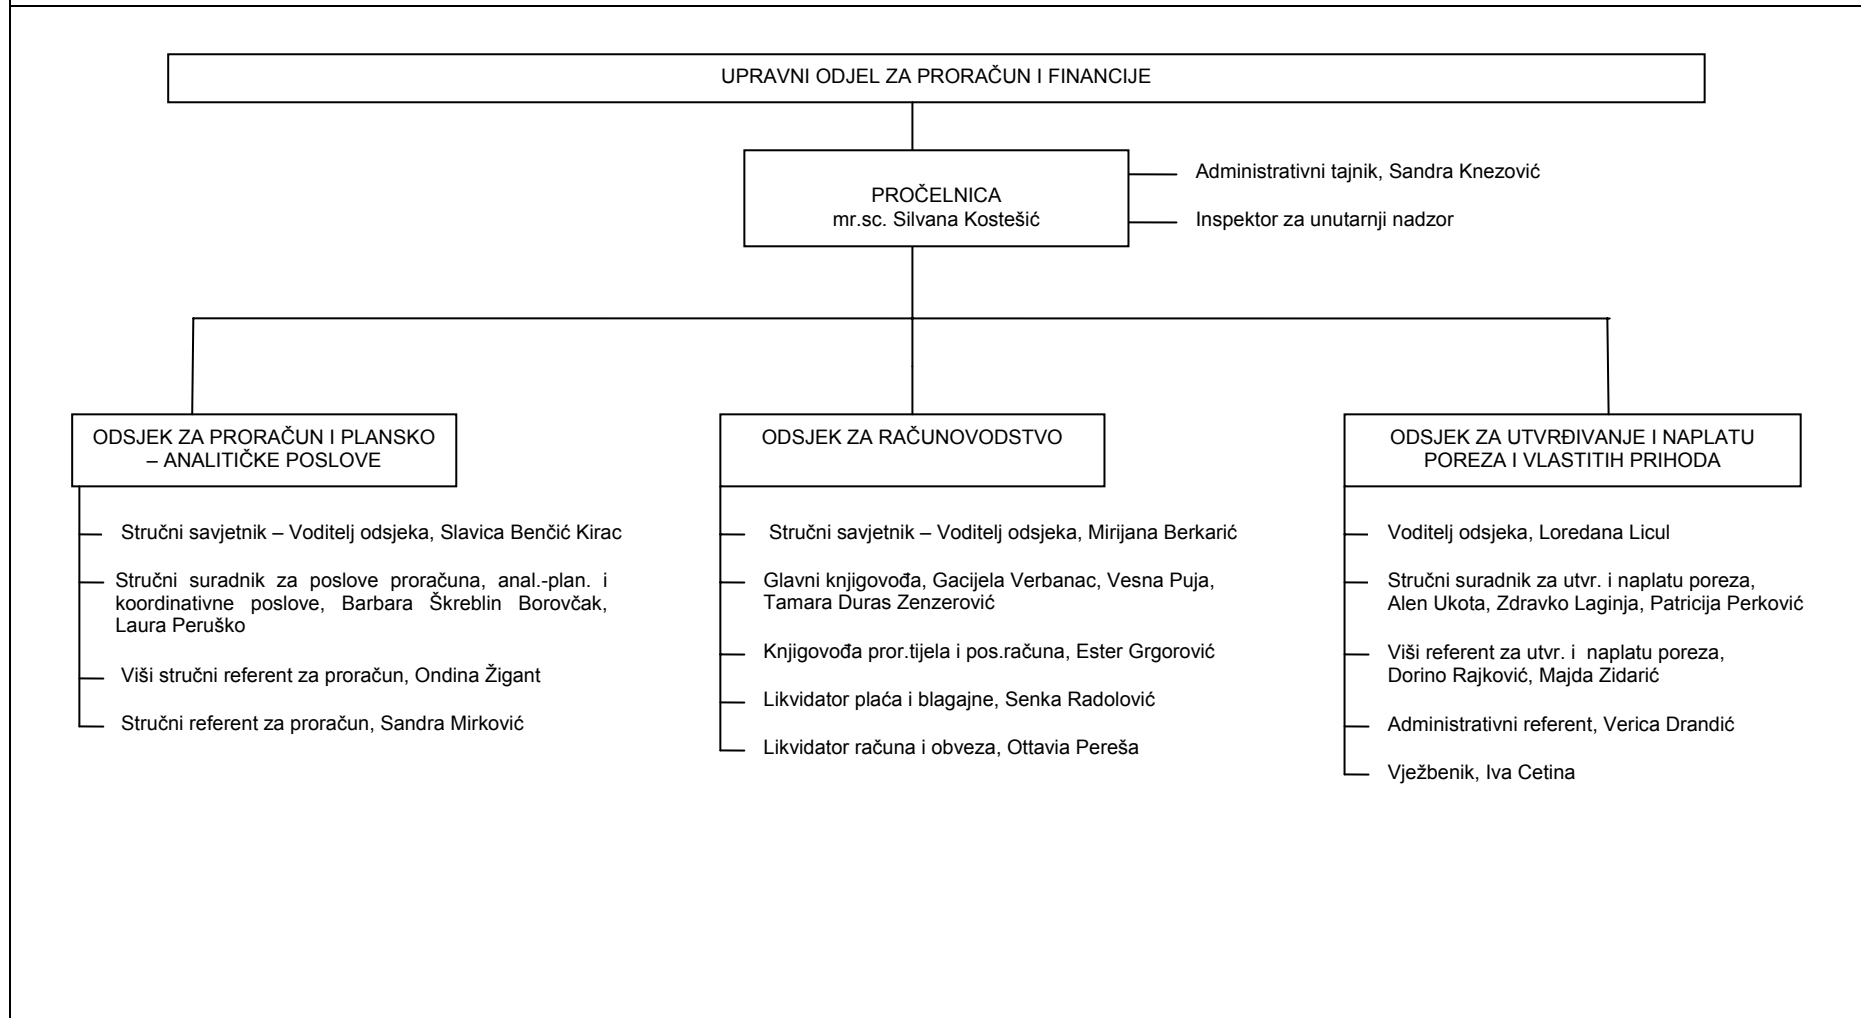 UPRAVNI ODJEL ZA PRORAČUN I FINANCIJE
PROČELNICA
mr.sc. Silvana Kostešić
Administrativni tajnik, Sandra Knezović
Inspektor za unutarnji nadzor
ODSJEK ZA PRORAČUN I PLANSKO
– ANALITIČKE POSLOVE
Stručni savjetnik – Voditelj odsjeka, Slavica Benčić Kirac
Stručni suradnik za poslove proračuna, anal.-plan. i
koordinativne poslove, Barbara Škreblin Borovčak,
Laura Peruško
Viši stručni referent za proračun, Ondina Žigant
Stručni referent za proračun, Sandra Mirković
ODSJEK ZA RAČUNOVODSTVO
Stručni savjetnik – Voditelj odsjeka, Mirijana Berkarić
Glavni knjigovođa, Gacijela Verbanac, Vesna Puja,
Tamara Duras Zenzerović
Knjigovođa pror.tijela i pos.računa, Ester Grgorović
Likvidator plaća i blagajne, Senka Radolović
Likvidator računa i obveza, Ottavia Pereša
ODSJEK ZA UTVRĐIVANJE I NAPLATU
POREZA I VLASTITIH PRIHODA
Voditelj odsjeka, Loredana Licul
Stručni suradnik za utvr. i naplatu poreza,
Alen Ukota, Zdravko Laginja, Patricija Perković
Viši referent za utvr. i  naplatu poreza,
Dorino Rajković, Majda Zidarić
Administrativni referent, Verica Drandić
Vježbenik, Iva Cetina